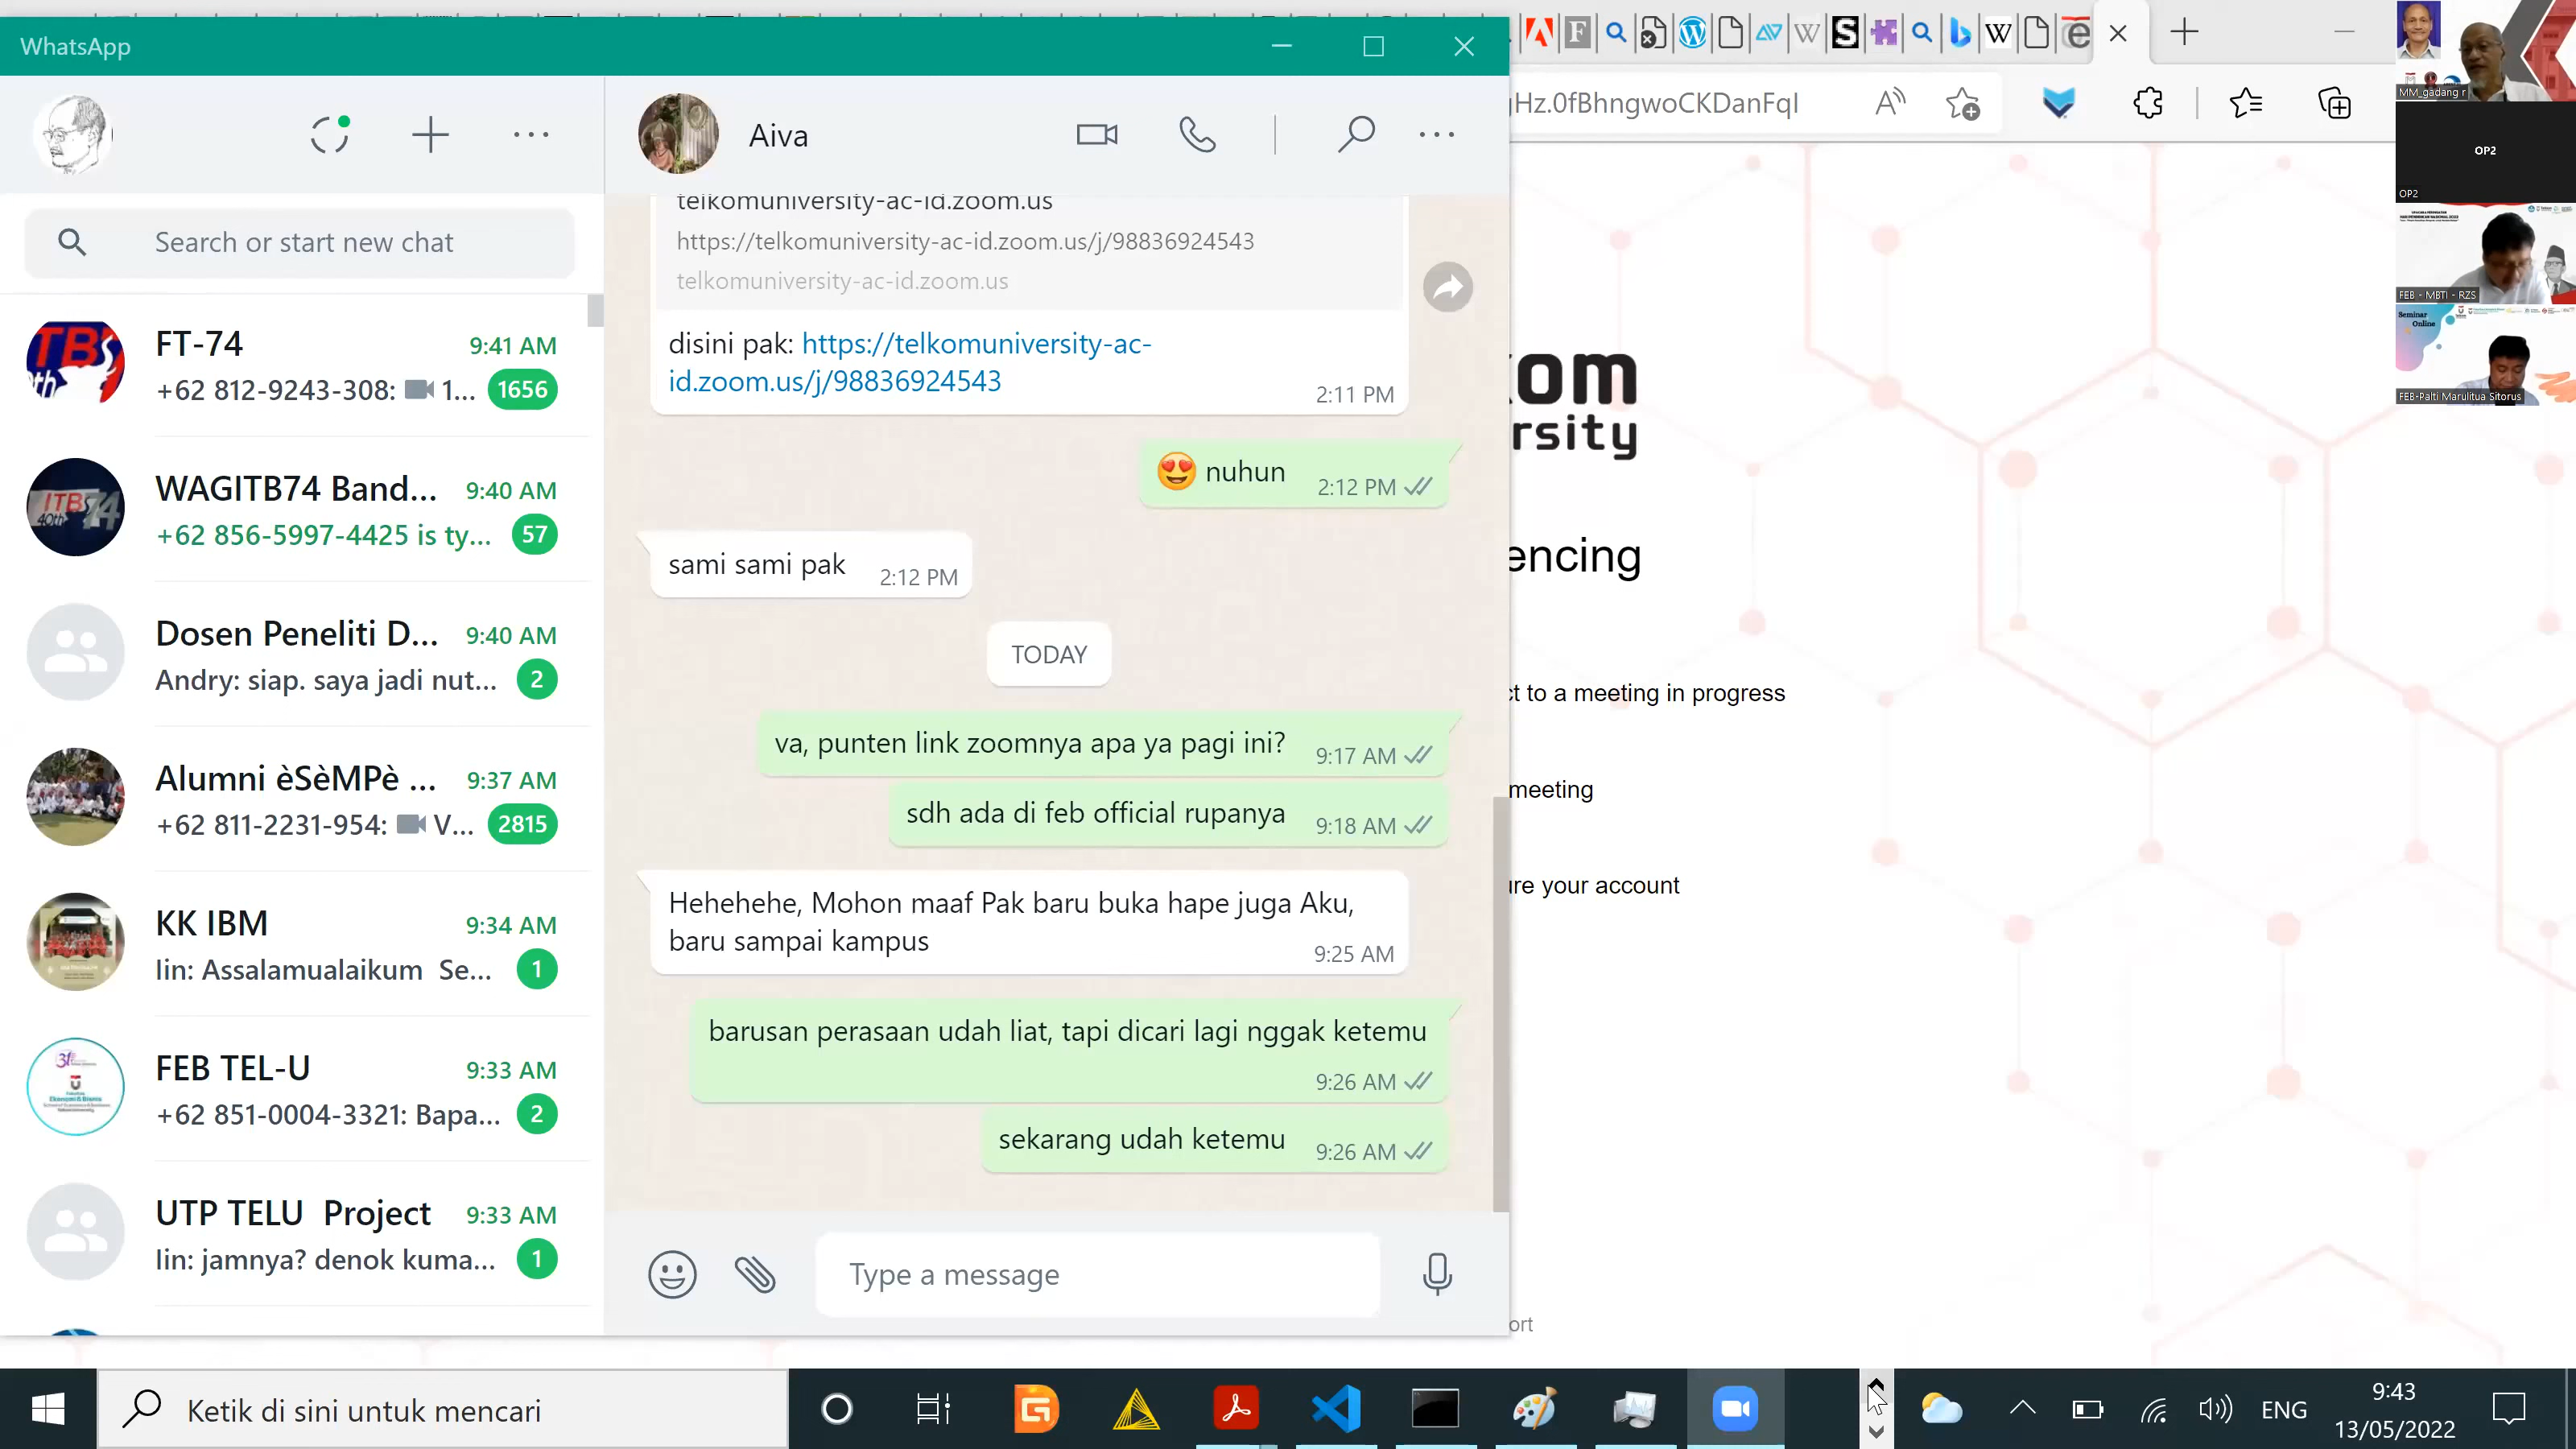 WhatsApp
Aiva
Search or start new chat
FT-74
9:41 AM
+62 812-9243-308: 1...
1656
WAGITB74 Band...
9:40 AM
+62 856-5997-4425 is ty...
57
Dosen Peneliti D...
9:40 AM
Andry: siap. saya jadi nut...
2
Alumni èSèMPè ...
9:37 AM
+62 811-2231-954: V...
2815
KK IBM
9:34 AM
Iin: Assalamualaikum Se...
1
FEB TEL-U
9:33 AM
+62 851-0004-3321: Bapa...
2
UTP TELU Project
9:33 AM
Iin: jamnya? denok kuma...
1
telkomuniversity-ac-id.zoom.us
https://telkomuniversity-ac-id.zoom.us/j/98836924543
telkomuniversity-ac-id.zoom.us
disini pak: https://telkomuniversity-ac-
id.zoom.us/j/98836924543
2:11 PM
😍 nuhun 2:12 PM
sami sami pak 2:12 PM
TODAY
va, punten link zoomnya apa ya pagi ini? 9:17 AM
sdh ada di feb official rupanya 9:18 AM
Hehehehe, Mohon maaf Pak baru buka hape juga Aku,
baru sampai kampus 9:25 AM
barusan perasaan udah liat, tapi dicari lagi nggak ketemu
9:26 AM
sekarang udah ketemu 9:26 AM
Type a message
Hz.0fBhngwoCKDanFqI
om
rsity
encing
ct to a meeting in progress
meeting
ure your account
ort
MM_gadang r
OP2
OP2
FEB - MBTI - RZS
Seminar
Online
FEB-Palti Marulitua Sitorus
Ketik di sini untuk mencari
ENG
9:43
13/05/2022